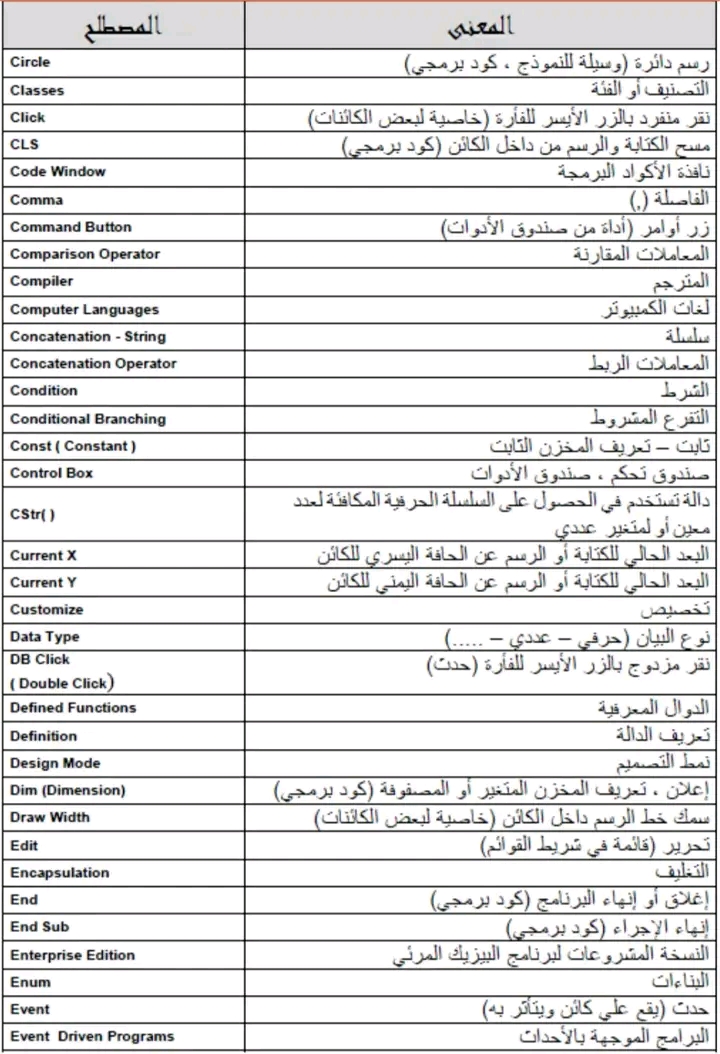 المصطلح المعنى
Circle رسم دائرة (وسيلة للنموذج ، كود برمجي)
Classes التصنيف أو الفئة
Click نقر منفرد بالزر الأيسر للفأرة (خاصية لبعض الكائنات)
CLS مسح الكتابة والرسم من داخل الكائن (كود برمجي)
Code Window نافذة الأكواد البرمجة
Comma الفاصلة (,)
Command Button زر أوامر (أداة من صندوق الأدوات)
Comparison Operator المعاملات المقارنة
Compiler المترجم
Computer Languages لغات الكمبيوتر
Concatenation - String سلسلة
Concatenation Operator المعاملات الربط
Condition الشرط
Conditional Branching التفرع المشروط
Const ( Constant ) ثابت – تعريف المخزن الثابت
Control Box صندوق تحكم ، صندوق الأدوات
CStr( ) دالة تستخدم في الحصول على السلسلة الحرفية المكافئة لعدد
معين أو لمتغير عددي
Current X البعد الحالي للكتابة أو الرسم عن الحافة اليسري للكائن
Current Y البعد الحالي للكتابة أو الرسم عن الحافة اليمني للكائن
Customize تخصيص
Data Type نوع البيان (حرفي – عددي – .....)
DB Click نقر مزدوج بالزر الأيسر للفأرة (حدث)
( Double Click)
Defined Functions الدوال المعرفية
Definition تعريف الدالة
Design Mode نمط التصميم
Dim (Dimension) إعلان ، تعريف المخزن المتغير أو المصفوفة (كود برمجي)
Draw Width سمك خط الرسم داخل الكائن (خاصية لبعض الكائنات)
Edit تحرير (قائمة في شريط القوائم)
Encapsulation التغليف
End إغلاق أو إنهاء البرنامج (كود برمجي)
End Sub إنهاء الإجراء (كود برمجي)
Enterprise Edition النسخة المشروعات لبرنامج البيزيك المرئي
Enum البناءات
Event حدث (يقع علي كائن ويتأثر به)
Event Driven Programs البرامج الموجهة بالأحداث